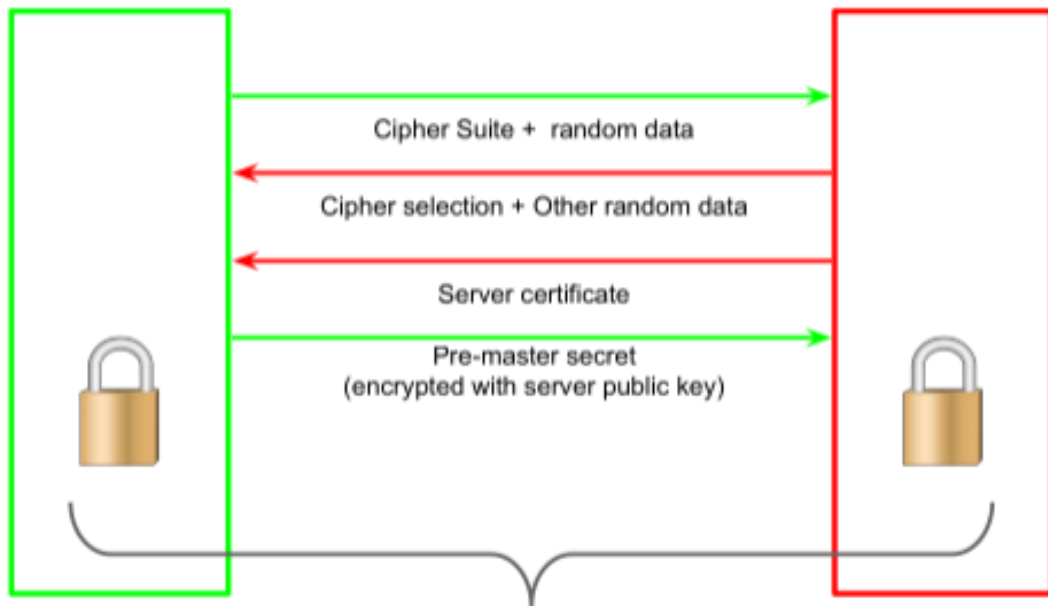 Cipher Suite + random data
Cipher selection + Other random data
Server certificate
Pre-master secret
(encrypted with server public key)